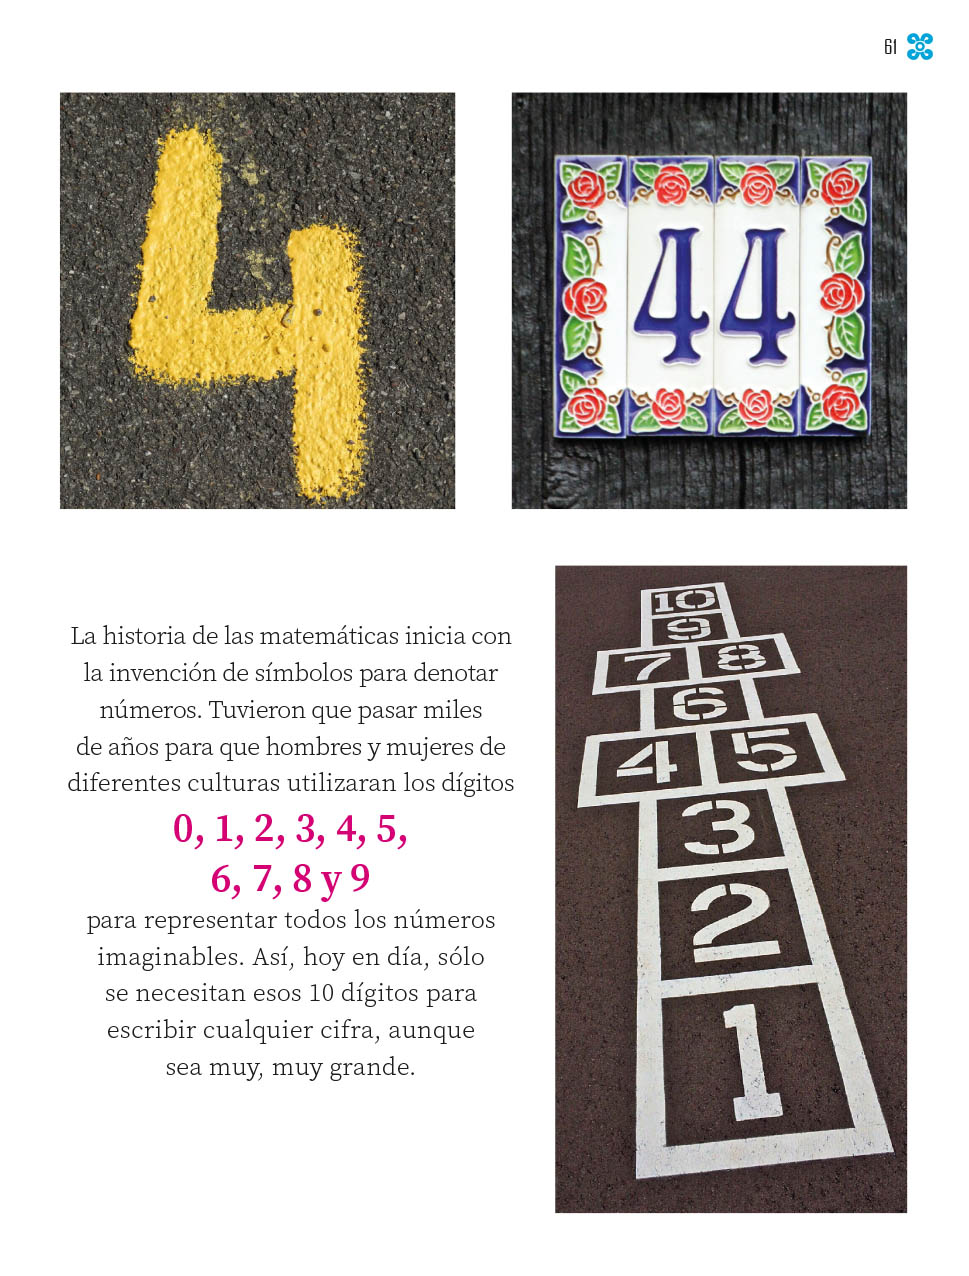 61
4
44
La historia de las matemáticas inicia con
la invención de símbolos para denotar
números. Tuvieron que pasar miles
de años para que hombres y mujeres de
diferentes culturas utilizaran los dígitos
0, 1, 2, 3, 4, 5,
6, 7, 8 y 9
para representar todos los números
imaginables. Así, hoy en día, sólo
se necesitan esos 10 dígitos para
escribir cualquier cifra, aunque
sea muy, muy grande.
10
9
7 8
6
4 5
3
2
1